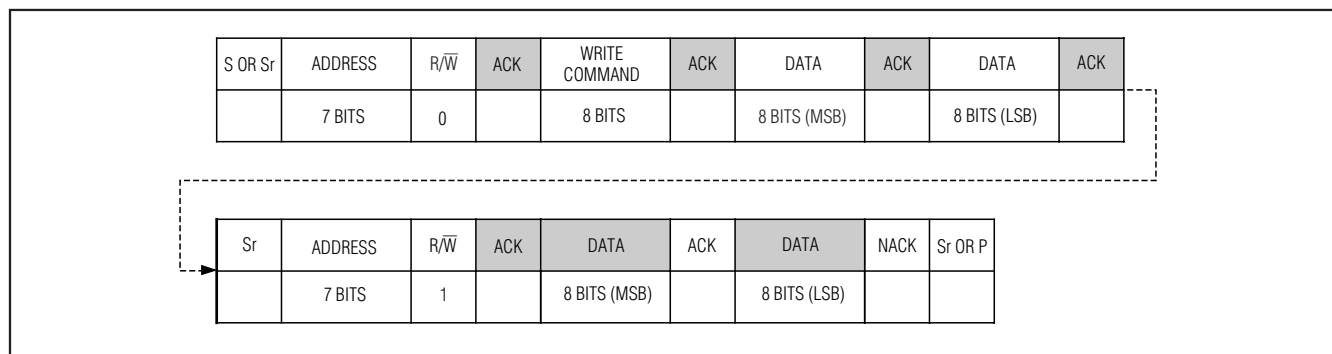 S OR Sr ADDRESS R/W̅ ACK WRITE COMMAND ACK DATA ACK DATA ACK
7 BITS 0 8 BITS 8 BITS (MSB) 8 BITS (LSB)
Sr ADDRESS R/W̅ ACK DATA ACK DATA NACK Sr OR P
7 BITS 1 8 BITS (MSB) 8 BITS (LSB)